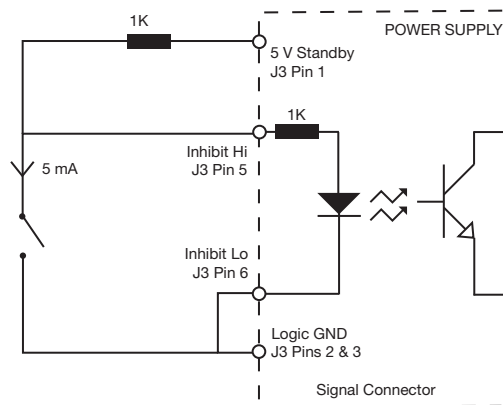 1K
POWER SUPPLY
5 V Standby
J3 Pin 1
1K
Inhibit Hi
J3 Pin 5
5 mA
Inhibit Lo
J3 Pin 6
Logic GND
J3 Pins 2 & 3
Signal Connector